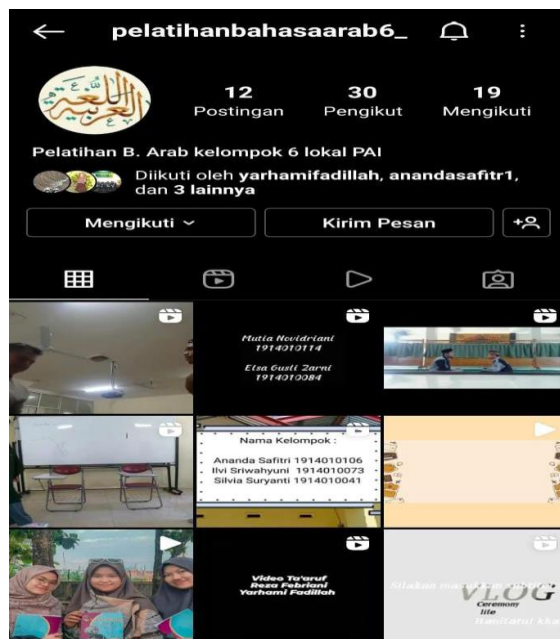 pelatihanbahasaarab6_
اللغة العربية
12 30 19
Postingan Pengikut Mengikuti
Pelatihan B. Arab kelompok 6 lokal PAI
Diikuti oleh yarhamifadillah, anandasafitr1,
dan 3 lainnya
Mengikuti Kirim Pesan
Mutia Novidriani
1914010114
Elsa Gusli Zarni
1914010084
Nama Kelompok :
Ananda Safitri 1914010106
Ilvi Sriwahyuni 1914010073
Silvia Suryanti 1914010041
Video Ta'aruf
Reza Febriani
Yarhami Fadillah
VLOG
Ceremony
life